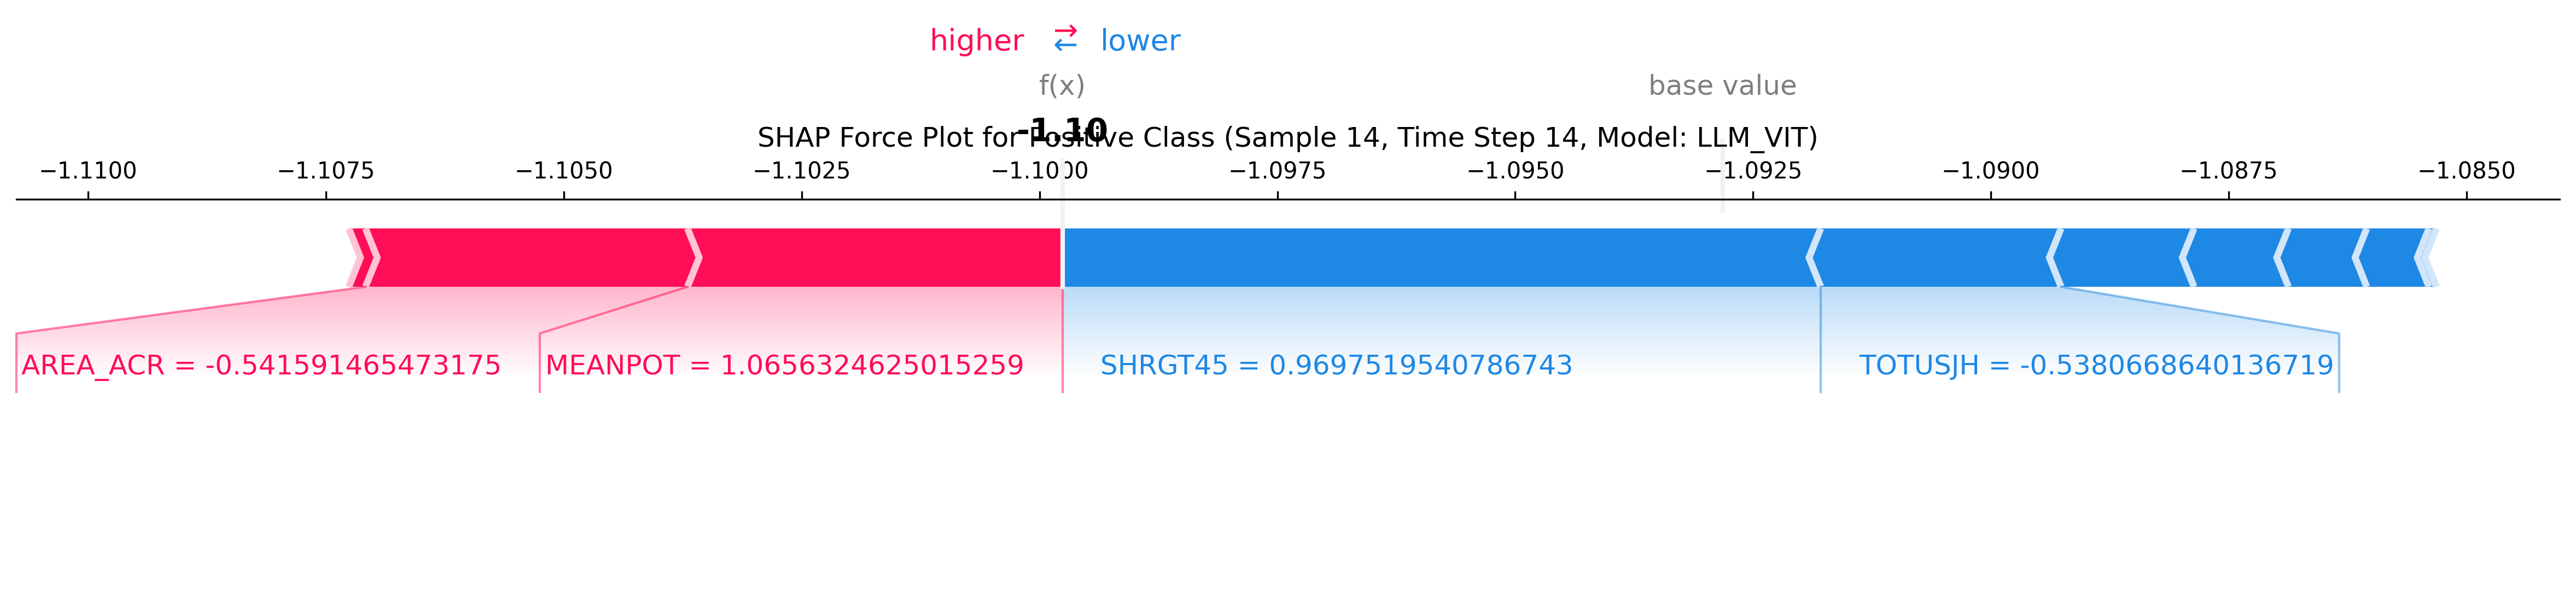 higher ⇄ lower
f(x) base value
-1.10
SHAP Force Plot for Positive Class (Sample 14, Time Step 14, Model: LLM_VIT)
−1.1100 −1.1075 −1.1050 −1.1025 −1.1000 −1.0975 −1.0950 −1.0925 −1.0900 −1.0875 −1.0850
AREA_ACR = -0.541591465473175 MEANPOT = 1.0656324625015259 SHRGT45 = 0.9697519540786743 TOTUSJH = -0.5380668640136719